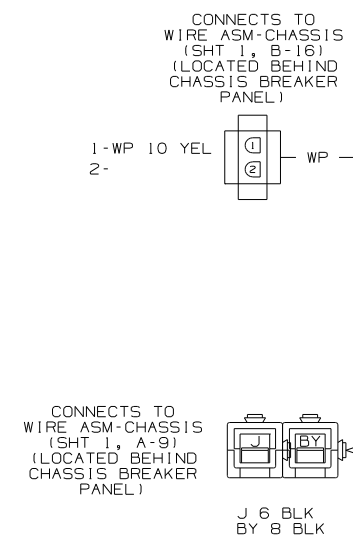 CONNECTS TO
WIRE ASM-CHASSIS
(SHT 1, B-16)
(LOCATED BEHIND
CHASSIS BREAKER
PANEL)
1-WP 10 YEL
2-
1
2
WP
CONNECTS TO
WIRE ASM-CHASSIS
(SHT 1, A-9)
(LOCATED BEHIND
CHASSIS BREAKER
PANEL)
J BY
J 6 BLK
BY 8 BLK